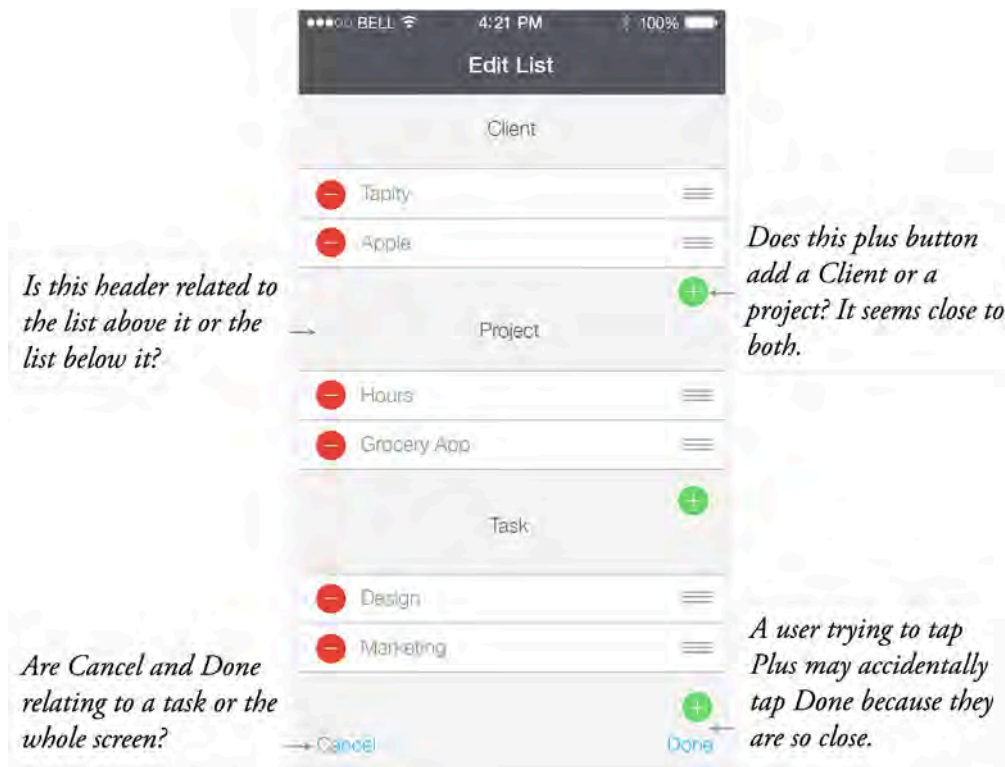 BELL 4:21 PM 100%
Edit List
Client
Tapity
Apple
Is this header related to
the list above it or the
list below it?
Does this plus button
add a Client or a
project? It seems close to
both.
Project
Hours
Grocery App
Task
Design
Marketing
Are Cancel and Done
relating to a task or the
whole screen?
A user trying to tap
Plus may accidentally
tap Done because they
are so close.
Cancel Done